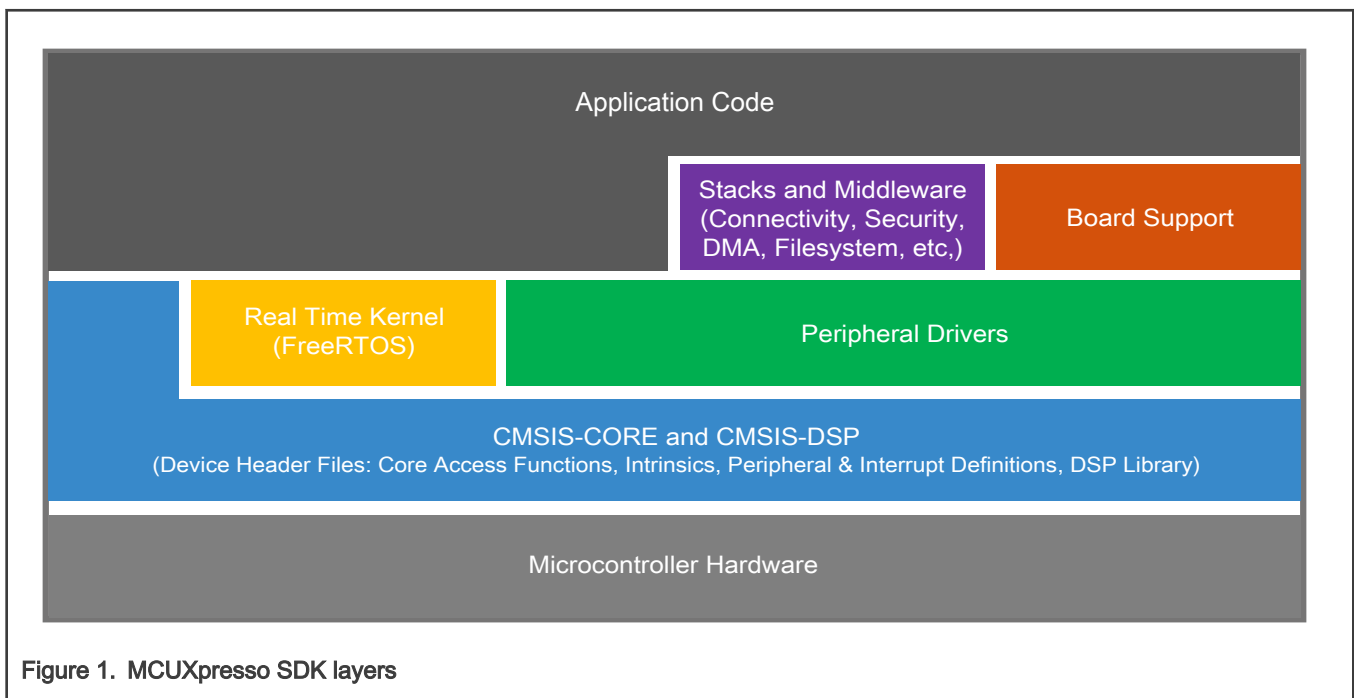 Application Code
Stacks and Middleware
(Connectivity, Security,
DMA, Filesystem, etc,)
Board Support
Real Time Kernel
(FreeRTOS)
Peripheral Drivers
CMSIS-CORE and CMSIS-DSP
(Device Header Files: Core Access Functions, Intrinsics, Peripheral & Interrupt Definitions, DSP Library)
Microcontroller Hardware
Figure 1. MCUXpresso SDK layers